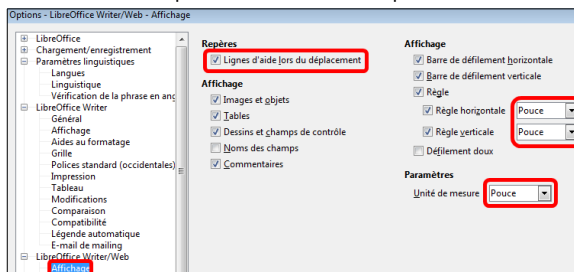 Options - LibreOffice Writer/Web - Affichage
LibreOffice
Chargement/enregistrement
Paramètres linguistiques
Langues
Linguistique
Vérification de la phrase en ang
LibreOffice Writer
Général
Affichage
Aides au formatage
Grille
Polices standard (occidentales)
Impression
Tableau
Modifications
Comparaison
Compatibilité
Légende automatique
E-mail de mailing
LibreOffice Writer/Web
Affichage
Repères
Lignes d'aide lors du déplacement
Affichage
Images et objets
Tables
Dessins et champs de contrôle
Noms des champs
Commentaires
Affichage
Barre de défilement horizontale
Barre de défilement verticale
Règle
Règle horizontale Pouce
Règle verticale Pouce
Défilement doux
Paramètres
Unité de mesure Pouce